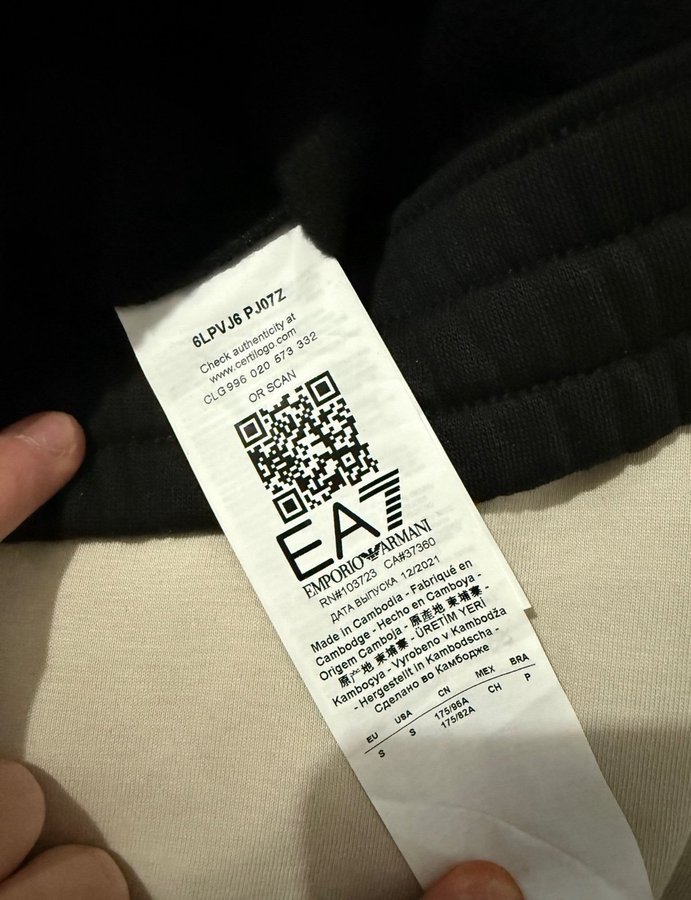 6LPVJ6 PJ07Z
Check authenticity at
www.certilogo.com
CLG 996 020 573 332
OR SCAN
EA7
EMPORIO ARMANI
RN#103723 CA#37360
ДАТА ВЫПУСКА 12/2021
Made in Cambodia - Fabriqué en
Cambodge - Hecho en Camboya -
Origem Camboja - 原産地 柬埔寨 -
原产地 柬埔寨 - ÜRETİM YERİ
Kamboçya - Vyrobeno v Kambodža
- Hergestellt in Kambodscha -
Сделано во Камбодже
EU USA CN MEX BRA
S S 175/96A CH P
175/82A